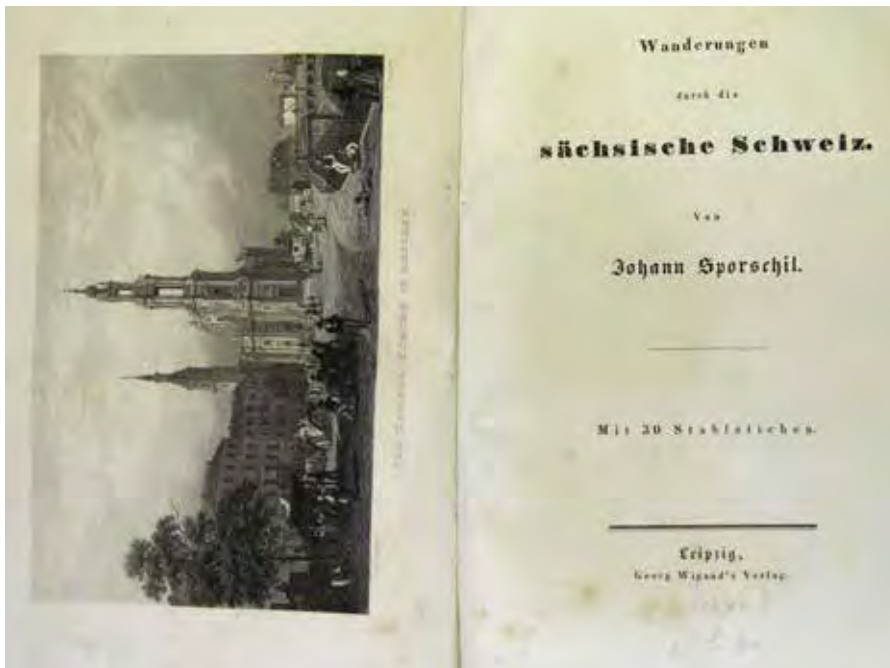 Wanderungen
durch die
sächsische Schweiz.
Von
Johann Sporschil.
Mit 30 Stahlstichen.
Leipzig,
Georg Wigand's Verlag.